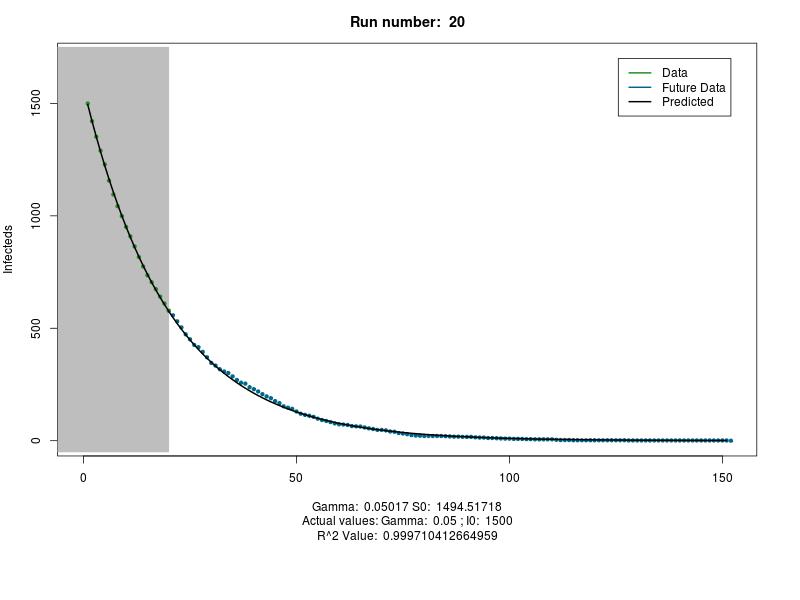 Run number: 20
Data
Future Data
Predicted
1500
1000
500
0
Infecteds
0 50 100 150
Gamma: 0.05017 S0: 1494.51718
Actual values: Gamma: 0.05 ; I0: 1500
R^2 Value: 0.999710412664959